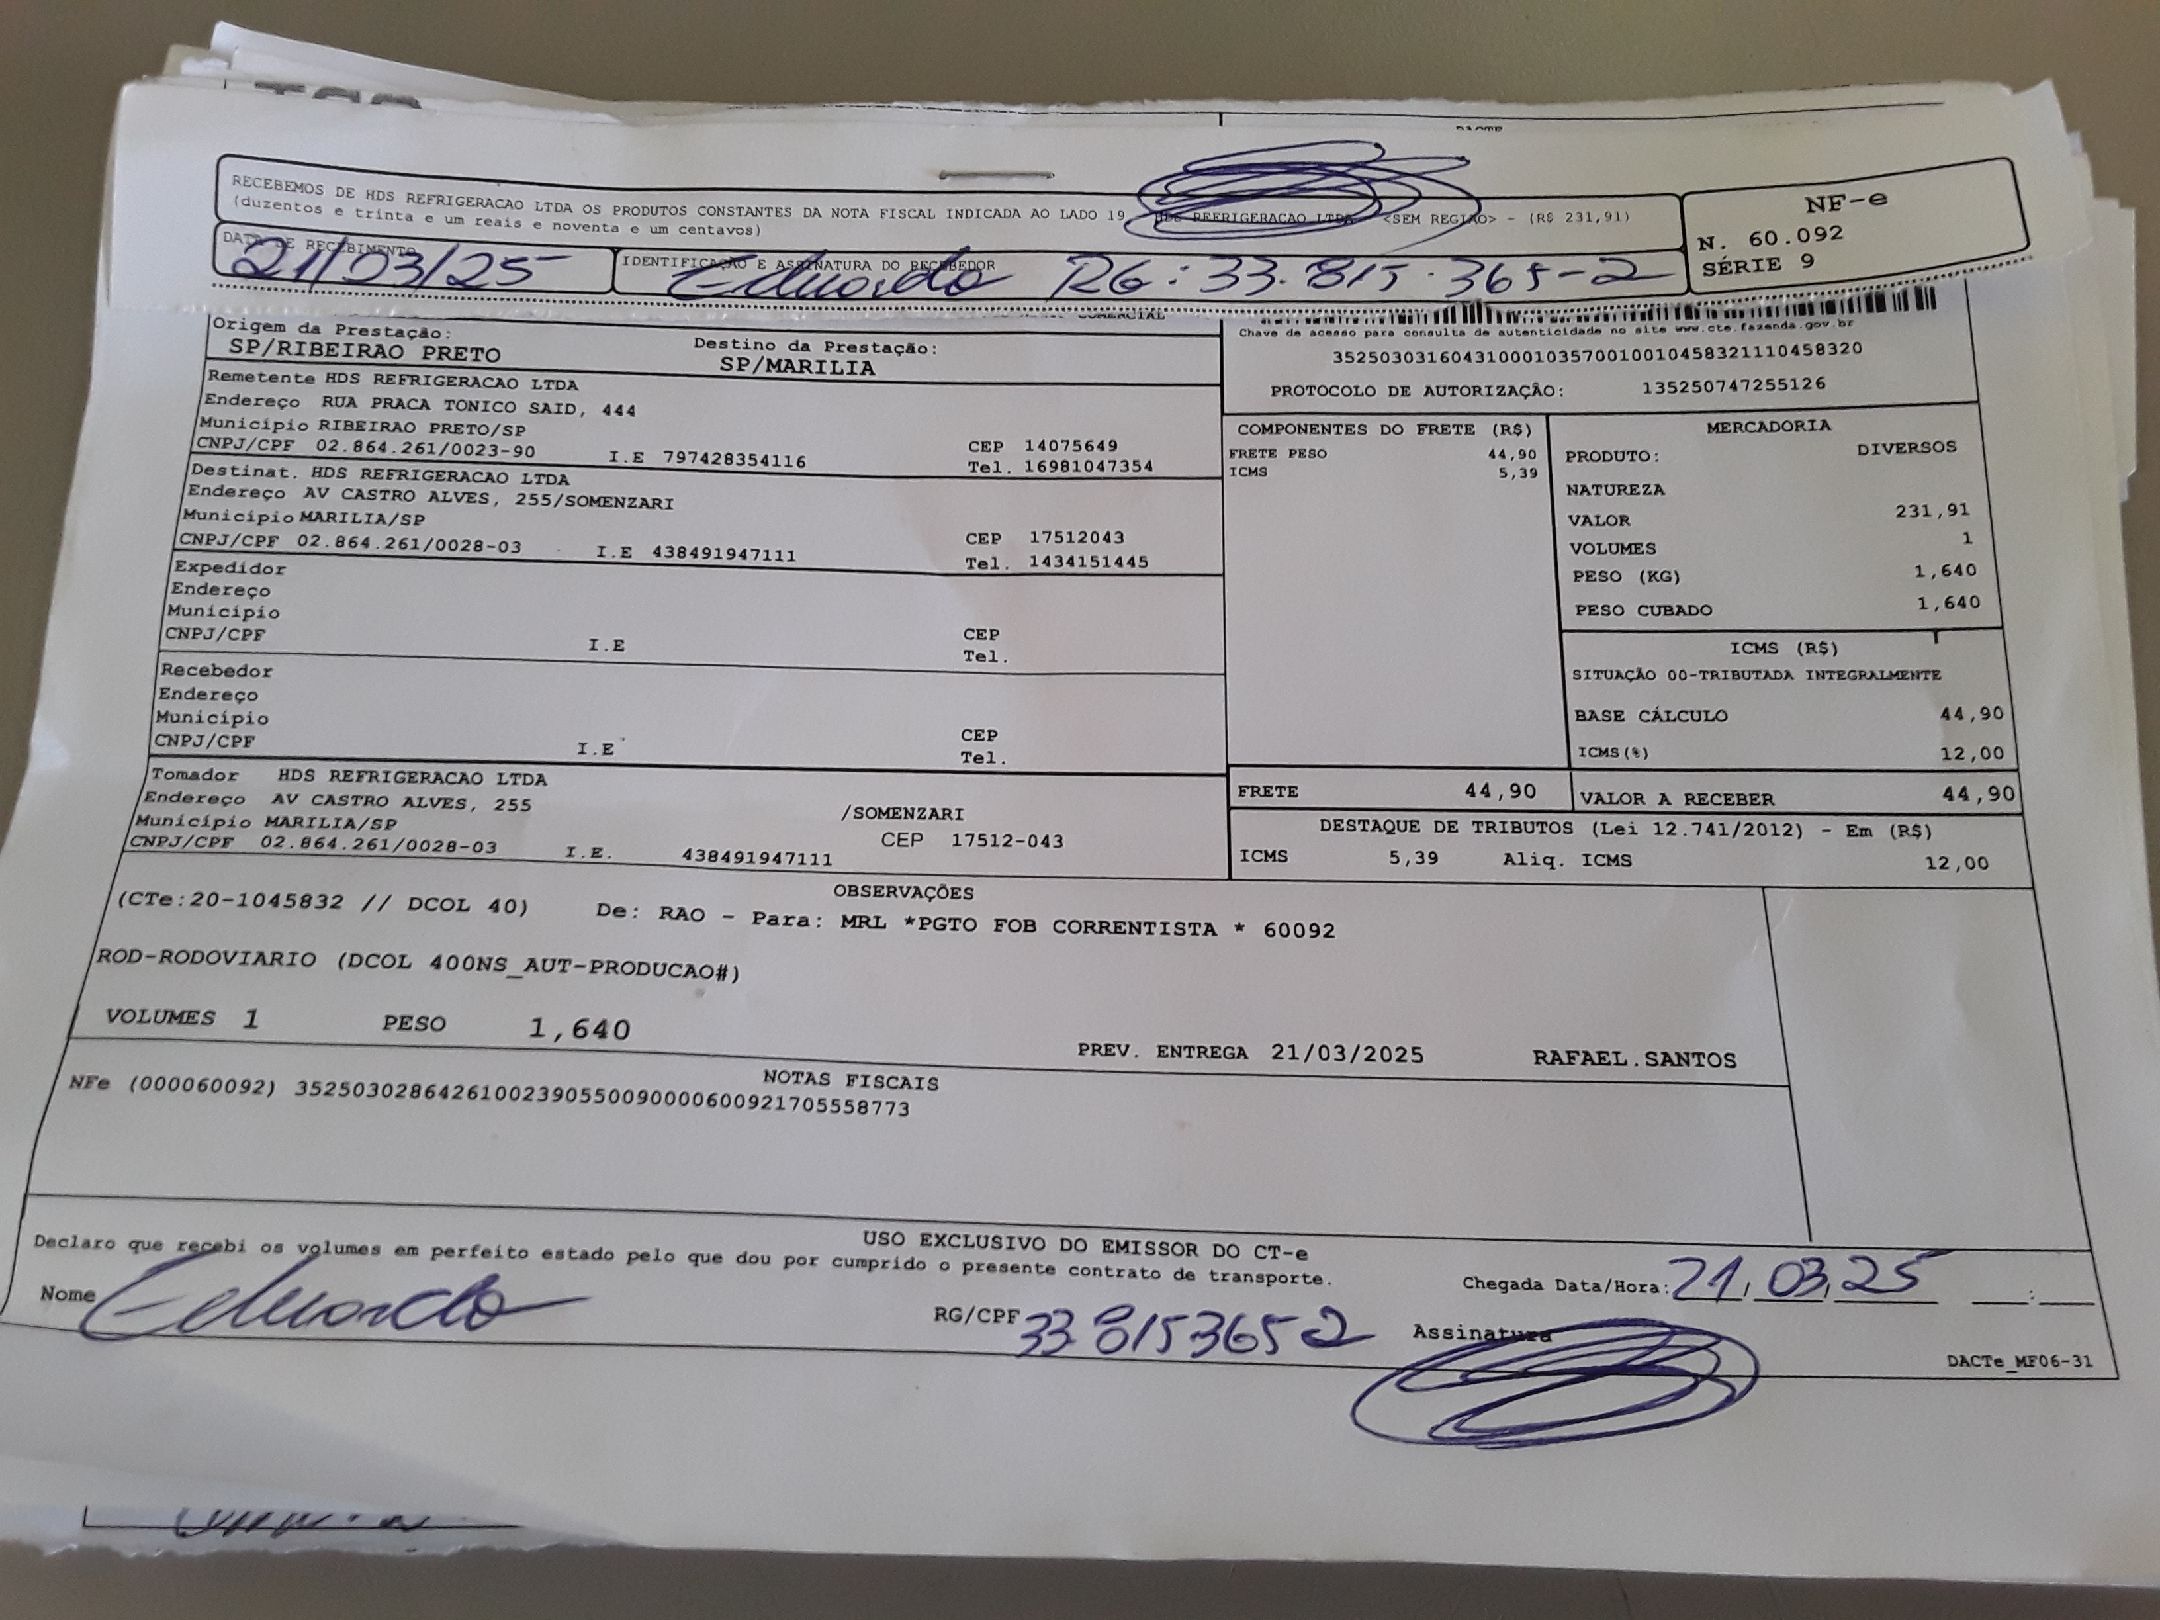 RECEBEMOS DE HDS REFRIGERACAO LTDA OS PRODUTOS CONSTANTES DA NOTA FISCAL INDICADA AO LADO 19 HDS REFRIGERACAO LTDA <SEM REGIAO> - (R$ 231,91)
(duzentos e trinta e um reais e noventa e um centavos)
NF-e
N. 60.092
SÉRIE 9
DATA DE RECEBIMENTO
21/03/25
IDENTIFICAÇÃO E ASSINATURA DO RECEBEDOR
Eduardo RG: 33.815.365-2
COMERCIAL
Chave de acesso para consulta de autenticidade no site www.cte.fazenda.gov.br
35250303160431000103570010010458321110458320
PROTOCOLO DE AUTORIZAÇÃO: 135250747255126
Origem da Prestação:
SP/RIBEIRAO PRETO
Destino da Prestação:
SP/MARILIA
Remetente HDS REFRIGERACAO LTDA
Endereço RUA PRACA TONICO SAID, 444
Município RIBEIRAO PRETO/SP
CEP 14075649
CNPJ/CPF 02.864.261/0023-90 I.E 797428354116 Tel. 16981047354
Destinat. HDS REFRIGERACAO LTDA
Endereço AV CASTRO ALVES, 255/SOMENZARI
Município MARILIA/SP
CEP 17512043
CNPJ/CPF 02.864.261/0028-03 I.E 438491947111 Tel. 1434151445
Expedidor
Endereço
Município
CNPJ/CPF I.E CEP
Tel.
Recebedor
Endereço
Município
CNPJ/CPF I.E CEP
Tel.
Tomador HDS REFRIGERACAO LTDA
Endereço AV CASTRO ALVES, 255 /SOMENZARI
Município MARILIA/SP CEP 17512-043
CNPJ/CPF 02.864.261/0028-03 I.E. 438491947111
COMPONENTES DO FRETE (R$)
FRETE PESO 44,90
ICMS 5,39
MERCADORIA
PRODUTO: DIVERSOS
NATUREZA
VALOR 231,91
VOLUMES 1
PESO (KG) 1,640
PESO CUBADO 1,640
ICMS (R$)
SITUAÇÃO 00-TRIBUTADA INTEGRALMENTE
BASE CÁLCULO 44,90
ICMS(%) 12,00
FRETE 44,90
VALOR A RECEBER 44,90
DESTAQUE DE TRIBUTOS (Lei 12.741/2012) - Em (R$)
ICMS 5,39 Aliq. ICMS 12,00
OBSERVAÇÕES
(CTe:20-1045832 // DCOL 40) De: RAO - Para: MRL *PGTO FOB CORRENTISTA * 60092
ROD-RODOVIARIO (DCOL 400NS_AUT-PRODUCAO#)
VOLUMES 1 PESO 1,640
PREV. ENTREGA 21/03/2025 RAFAEL.SANTOS
NOTAS FISCAIS
NFe (000060092) 35250302864261002390550090000600921705558773
USO EXCLUSIVO DO EMISSOR DO CT-e
Declaro que recebi os volumes em perfeito estado pelo que dou por cumprido o presente contrato de transporte.
Chegada Data/Hora: 21/03/25
Nome Eduardo
RG/CPF 33.815365 2
Assinatura
DACTe_MF06-31